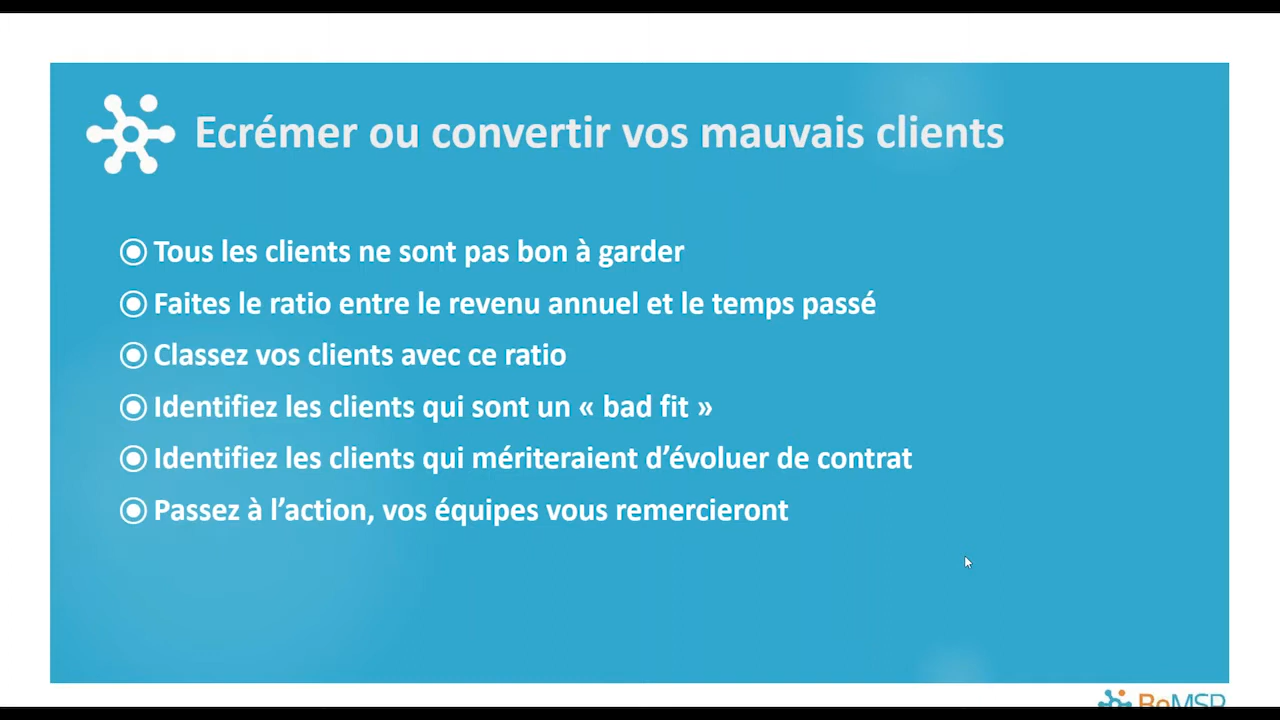 Ecrémer ou convertir vos mauvais clients
Tous les clients ne sont pas bon à garder
Faites le ratio entre le revenu annuel et le temps passé
Classez vos clients avec ce ratio
Identifiez les clients qui sont un « bad fit »
Identifiez les clients qui mériteraient d’évoluer de contrat
Passez à l’action, vos équipes vous remercieront
BeMSP